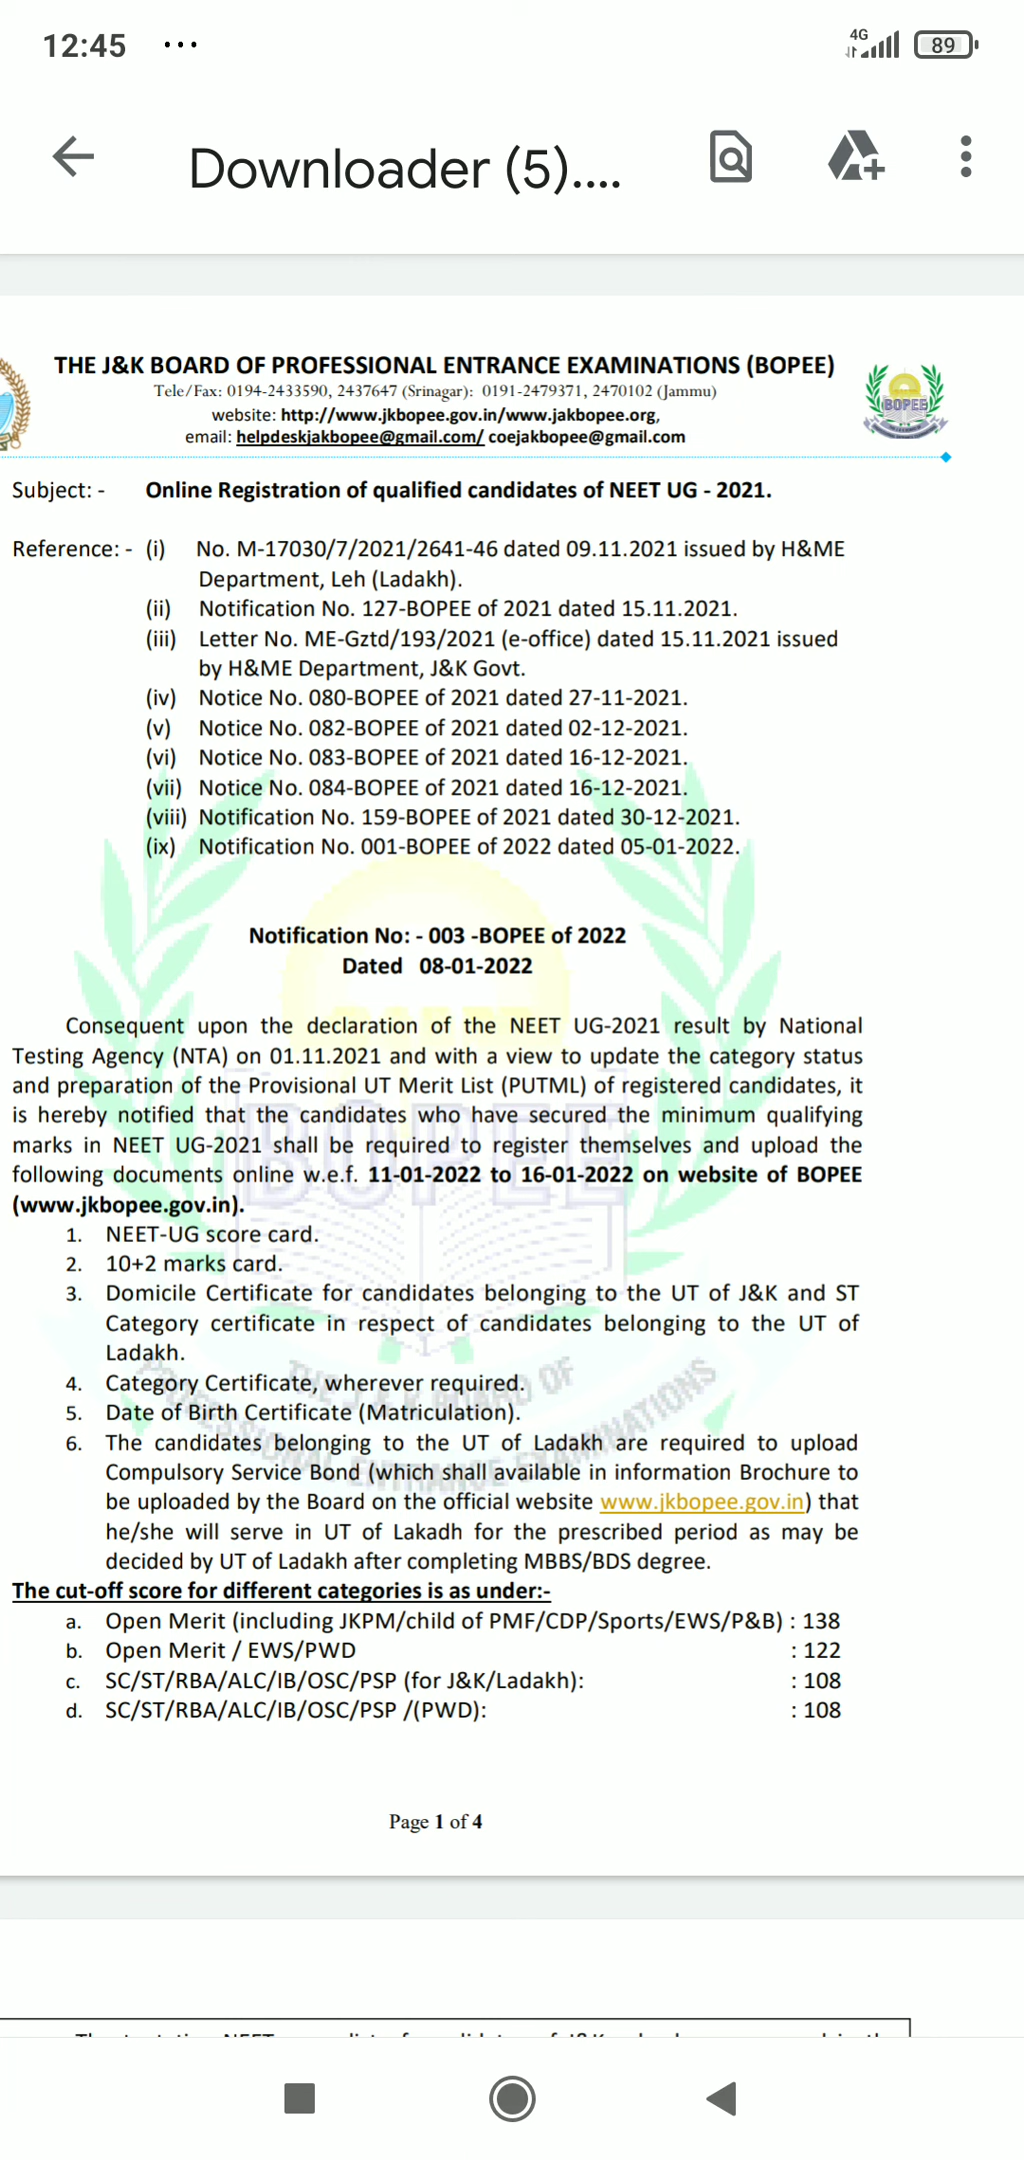 12:45 ...
4G
89
Downloader (5)....
THE J&K BOARD OF PROFESSIONAL ENTRANCE EXAMINATIONS (BOPEE)
Tele/Fax: 0194-2433590, 2437647 (Srinagar): 0191-2479371, 2470102 (Jammu)
website: http://www.jkbopee.gov.in/www.jakbopee.org,
email: helpdeskjakbopee@gmail.com/ coejakbopee@gmail.com
BOPEE
Subject: - Online Registration of qualified candidates of NEET UG - 2021.
Reference: - (i) No. M-17030/7/2021/2641-46 dated 09.11.2021 issued by H&ME
Department, Leh (Ladakh).
(ii) Notification No. 127-BOPEE of 2021 dated 15.11.2021.
(iii) Letter No. ME-Gztd/193/2021 (e-office) dated 15.11.2021 issued
by H&ME Department, J&K Govt.
(iv) Notice No. 080-BOPEE of 2021 dated 27-11-2021.
(v) Notice No. 082-BOPEE of 2021 dated 02-12-2021.
(vi) Notice No. 083-BOPEE of 2021 dated 16-12-2021.
(vii) Notice No. 084-BOPEE of 2021 dated 16-12-2021.
(viii) Notification No. 159-BOPEE of 2021 dated 30-12-2021.
(ix) Notification No. 001-BOPEE of 2022 dated 05-01-2022.
Notification No: - 003 -BOPEE of 2022
Dated 08-01-2022
Consequent upon the declaration of the NEET UG-2021 result by National
Testing Agency (NTA) on 01.11.2021 and with a view to update the category status
and preparation of the Provisional UT Merit List (PUTML) of registered candidates, it
is hereby notified that the candidates who have secured the minimum qualifying
marks in NEET UG-2021 shall be required to register themselves and upload the
following documents online w.e.f. 11-01-2022 to 16-01-2022 on website of BOPEE
(www.jkbopee.gov.in).
1. NEET-UG score card.
2. 10+2 marks card.
3. Domicile Certificate for candidates belonging to the UT of J&K and ST
Category certificate in respect of candidates belonging to the UT of
Ladakh.
4. Category Certificate, wherever required.
5. Date of Birth Certificate (Matriculation).
6. The candidates belonging to the UT of Ladakh are required to upload
Compulsory Service Bond (which shall available in information Brochure to
be uploaded by the Board on the official website www.jkbopee.gov.in) that
he/she will serve in UT of Lakadh for the prescribed period as may be
decided by UT of Ladakh after completing MBBS/BDS degree.
The cut-off score for different categories is as under:-
a. Open Merit (including JKPM/child of PMF/CDP/Sports/EWS/P&B) : 138
b. Open Merit / EWS/PWD : 122
c. SC/ST/RBA/ALC/IB/OSC/PSP (for J&K/Ladakh): : 108
d. SC/ST/RBA/ALC/IB/OSC/PSP /(PWD): : 108
BOPEE
THE J&K BOARD OF
PROFESSIONAL ENTRANCE EXAMINATIONS
Page 1 of 4